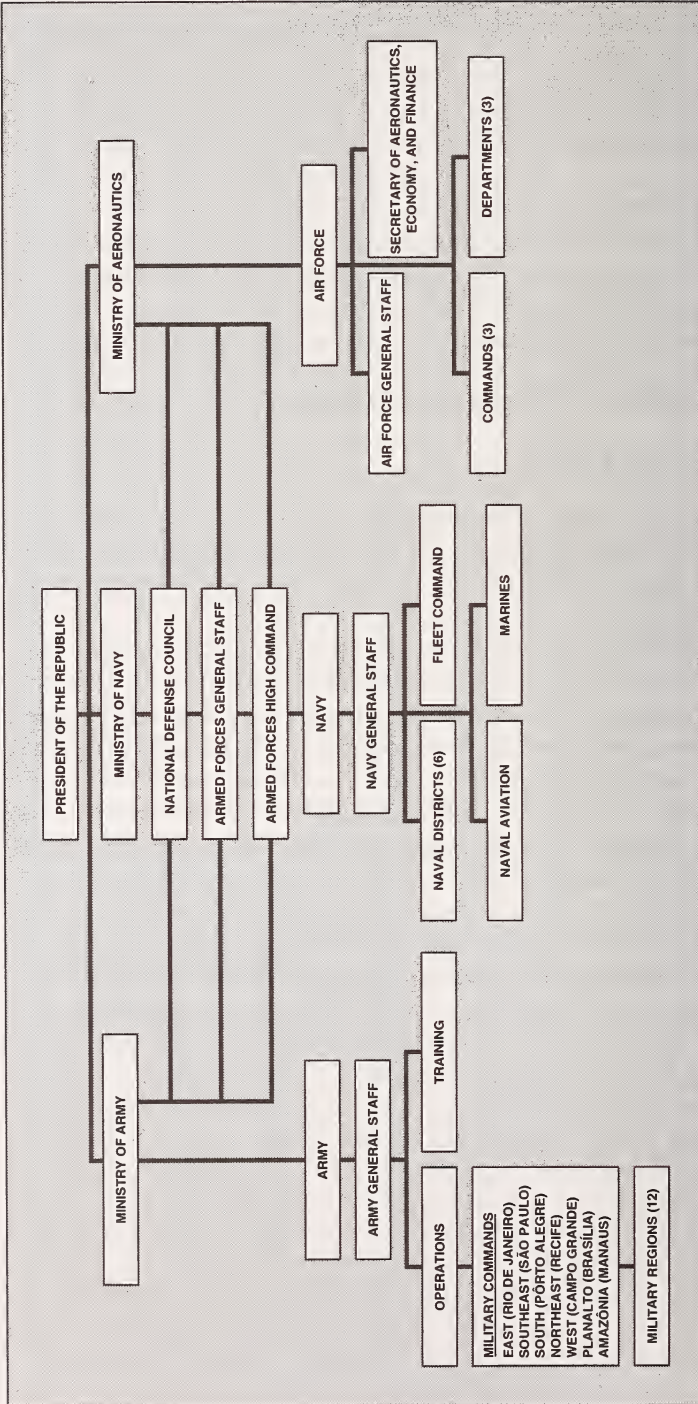 PRESIDENT OF THE REPUBLIC
MINISTRY OF ARMY
MINISTRY OF NAVY
MINISTRY OF AERONAUTICS
NATIONAL DEFENSE COUNCIL
ARMED FORCES GENERAL STAFF
ARMED FORCES HIGH COMMAND
ARMY
NAVY
AIR FORCE
ARMY GENERAL STAFF
NAVY GENERAL STAFF
AIR FORCE GENERAL STAFF
SECRETARY OF AERONAUTICS,
ECONOMY, AND FINANCE
OPERATIONS
TRAINING
NAVAL DISTRICTS (6)
FLEET COMMAND
COMMANDS (3)
DEPARTMENTS (3)
MILITARY COMMANDS
EAST (RIO DE JANEIRO)
SOUTHEAST (SÃO PAULO)
SOUTH (PÔRTO ALEGRE)
NORTHEAST (RECIFE)
WEST (CAMPO GRANDE)
PLANALTO (BRASÍLIA)
AMAZÔNIA (MANAUS)
NAVAL AVIATION
MARINES
MILITARY REGIONS (12)